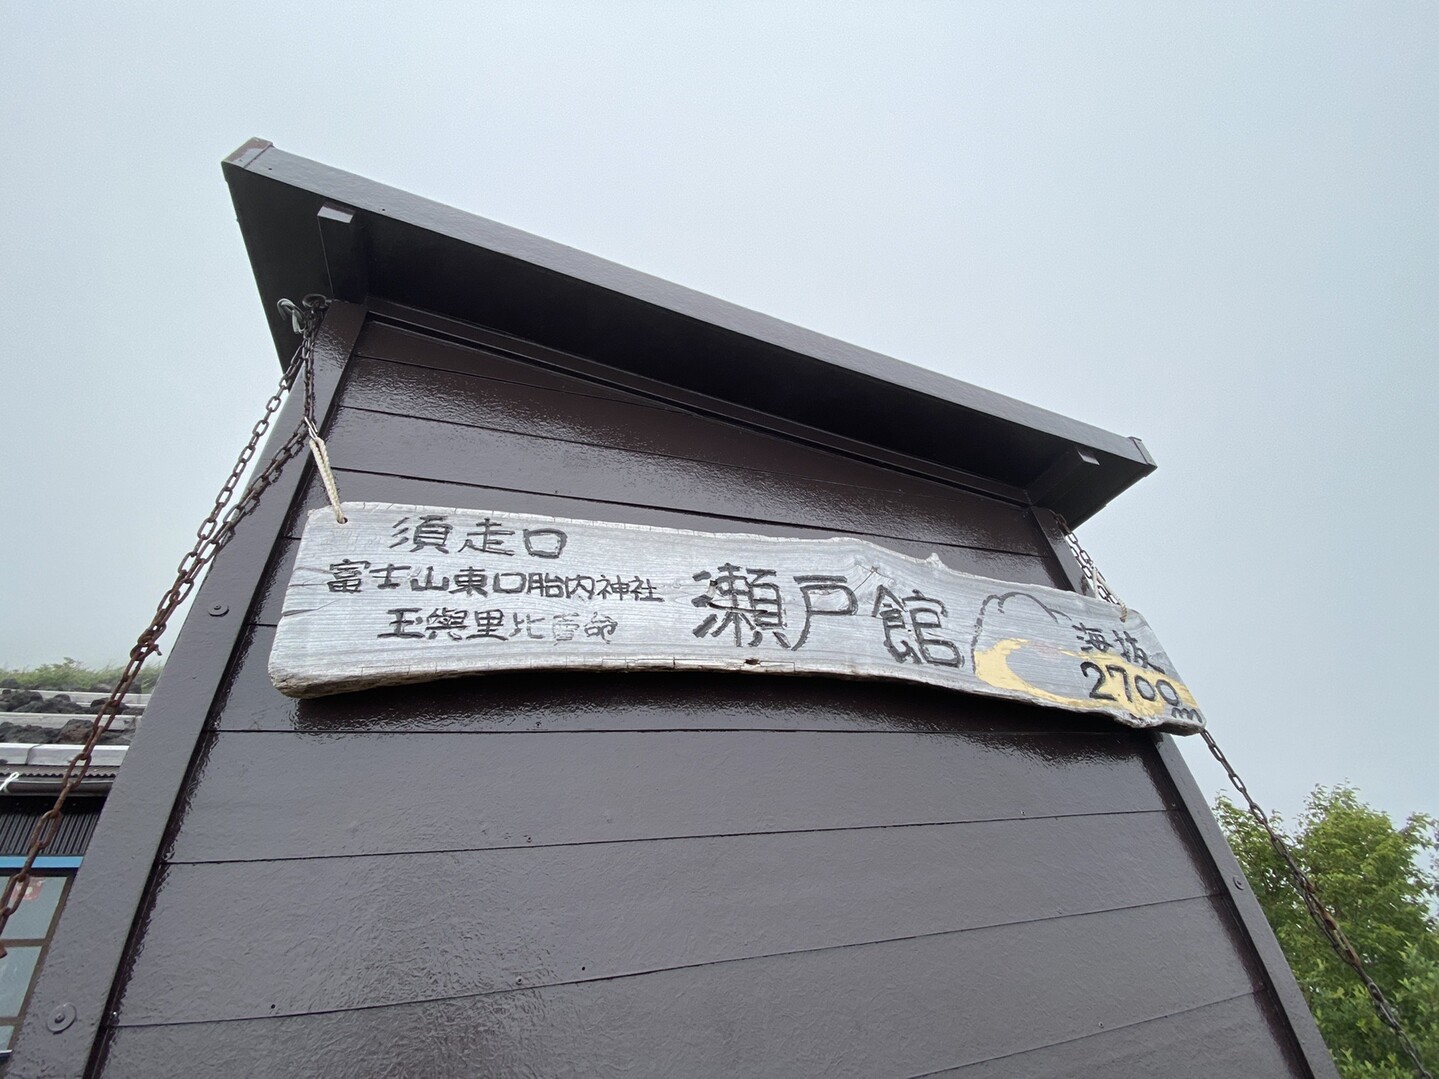 須走口
富士山東口胎内神社
玉與里比賣命
瀬戸館
海抜
2700m